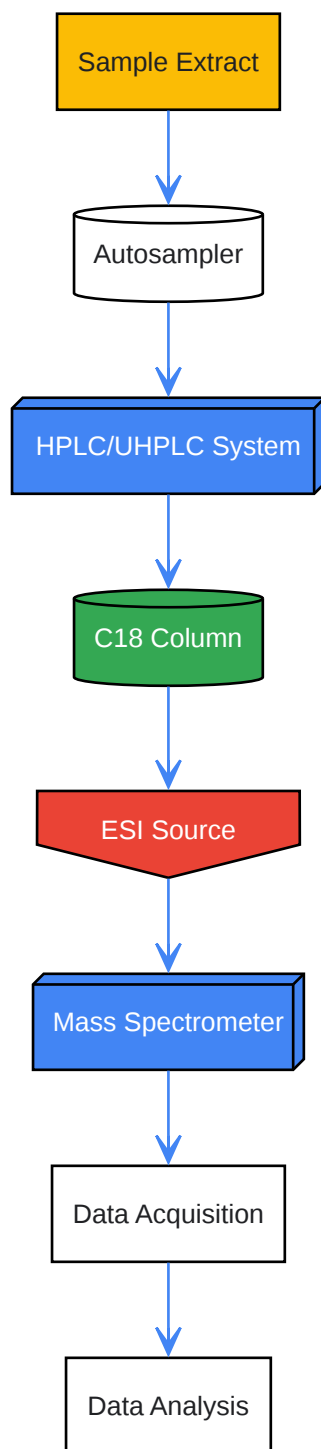 Sample Extract
Autosampler
HPLC/UHPLC System
C18 Column
ESI Source
Mass Spectrometer
Data Acquisition
Data Analysis